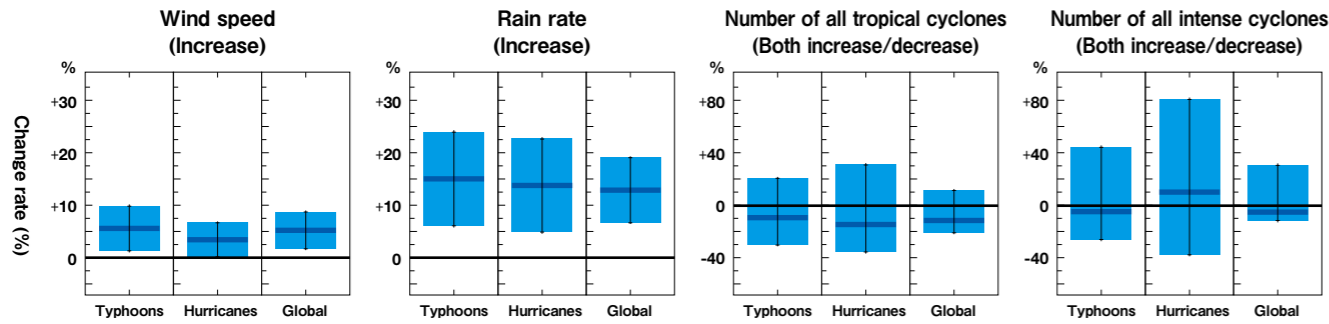 Wind speed
(Increase)
%
+30
+20
+10
0
Typhoons Hurricanes Global
Rain rate
(Increase)
%
+30
+20
+10
0
Typhoons Hurricanes Global
Number of all tropical cyclones
(Both increase/decrease)
%
+80
+40
0
-40
Typhoons Hurricanes Global
Number of all intense cyclones
(Both increase/decrease)
%
+80
+40
0
-40
Typhoons Hurricanes Global
Change rate (%)